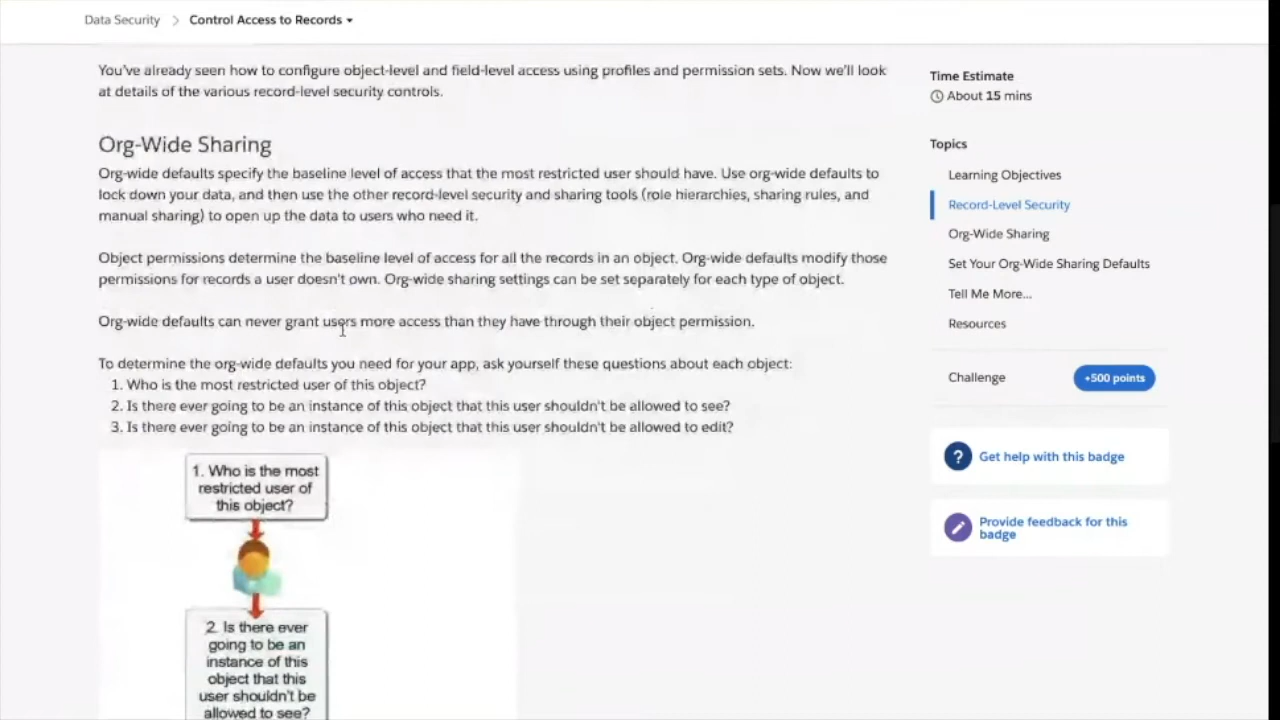 Data Security > Control Access to Records
You've already seen how to configure object-level and field-level access using profiles and permission sets. Now we'll look
at details of the various record-level security controls.
Org-Wide Sharing
Org-wide defaults specify the baseline level of access that the most restricted user should have. Use org-wide defaults to
lock down your data, and then use the other record-level security and sharing tools (role hierarchies, sharing rules, and
manual sharing) to open up the data to users who need it.
Object permissions determine the baseline level of access for all the records in an object. Org-wide defaults modify those
permissions for records a user doesn't own. Org-wide sharing settings can be set separately for each type of object.
Org-wide defaults can never grant users more access than they have through their object permission.
To determine the org-wide defaults you need for your app, ask yourself these questions about each object:
1. Who is the most restricted user of this object?
2. Is there ever going to be an instance of this object that this user shouldn't be allowed to see?
3. Is there ever going to be an instance of this object that this user shouldn't be allowed to edit?
1. Who is the most
restricted user of
this object?
2. Is there ever
going to be an
instance of this
object that this
user shouldn't be
allowed to see?
Time Estimate
About 15 mins
Topics
Learning Objectives
Record-Level Security
Org-Wide Sharing
Set Your Org-Wide Sharing Defaults
Tell Me More...
Resources
Challenge +500 points
? Get help with this badge
Provide feedback for this
badge